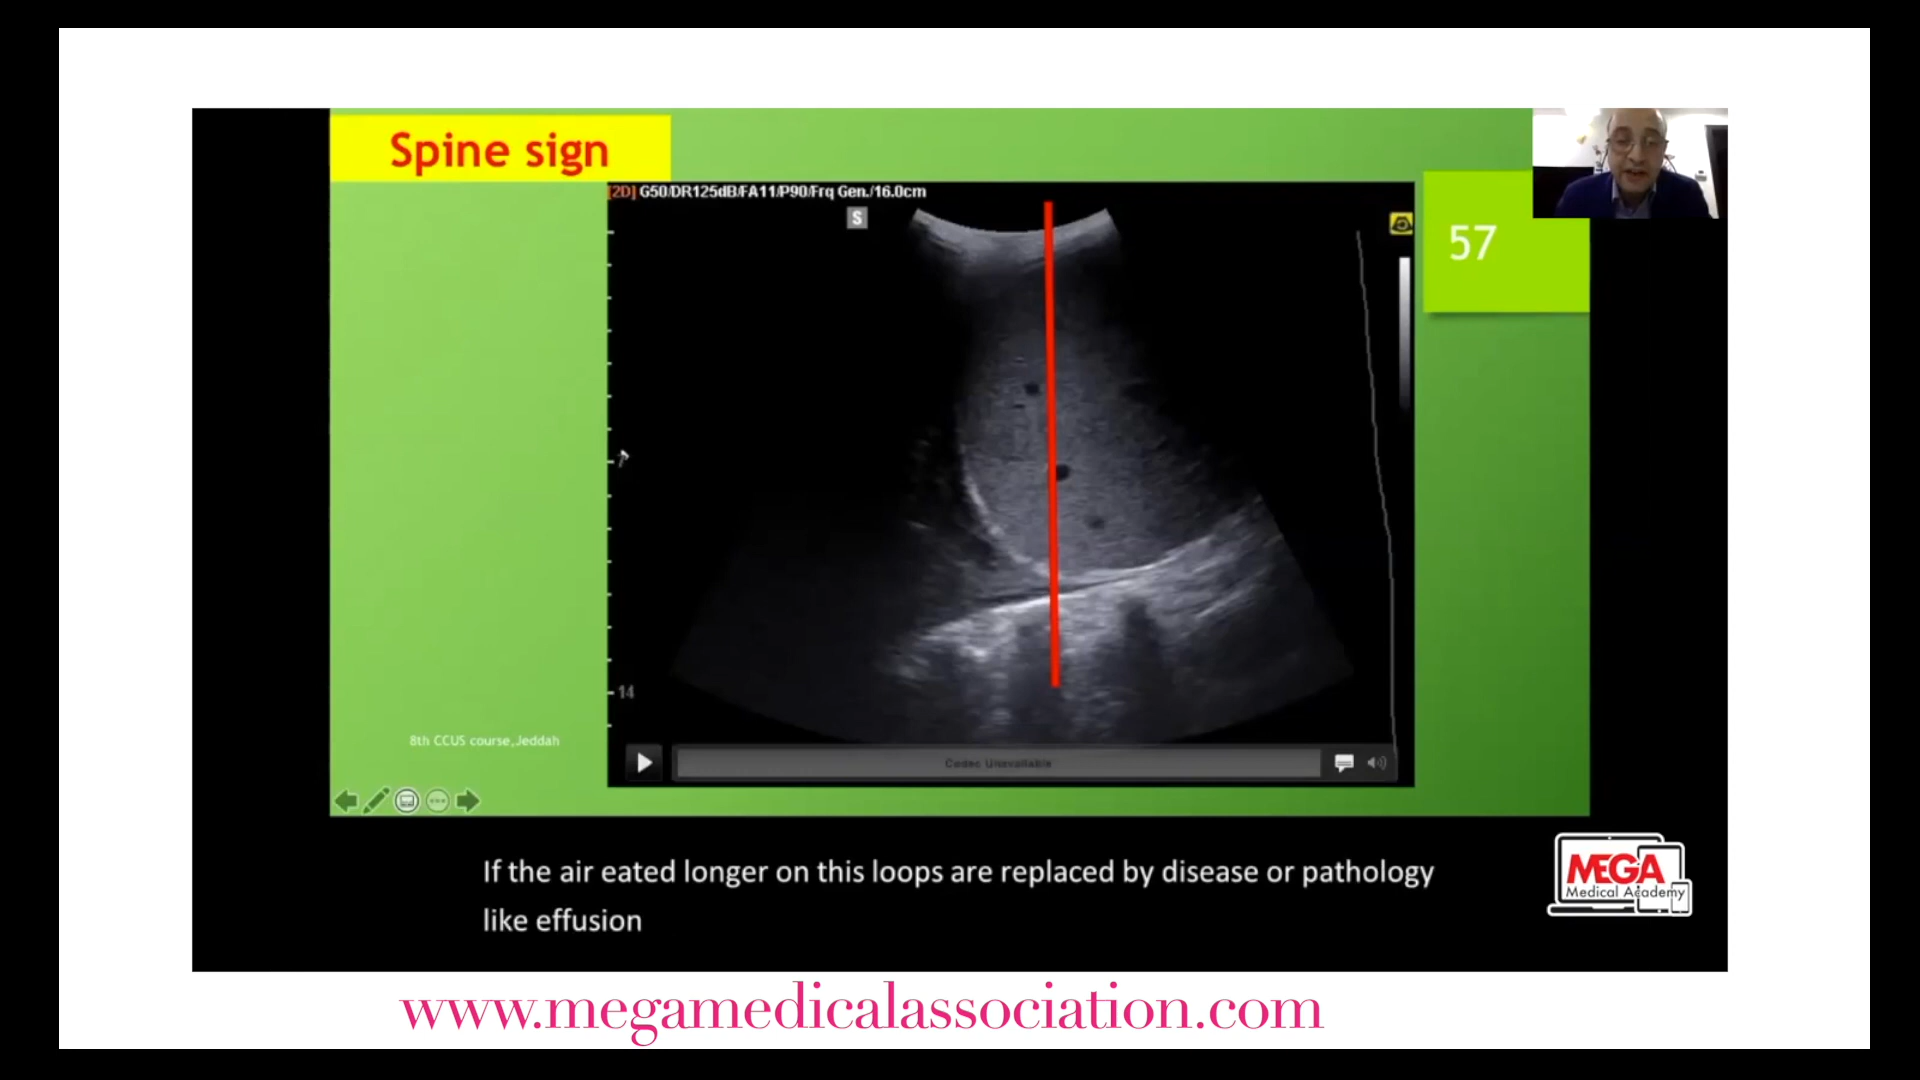 Spine sign
[2D] G50/DR125dB/FA11/P90/Frq Gen./16.0cm
S
57
7
14
8th CCUS course,Jeddah
Codec Unavailable
If the air eated longer on this loops are replaced by disease or pathology
like effusion
MEGA
Medical Academy
www.megamedicalassociation.com